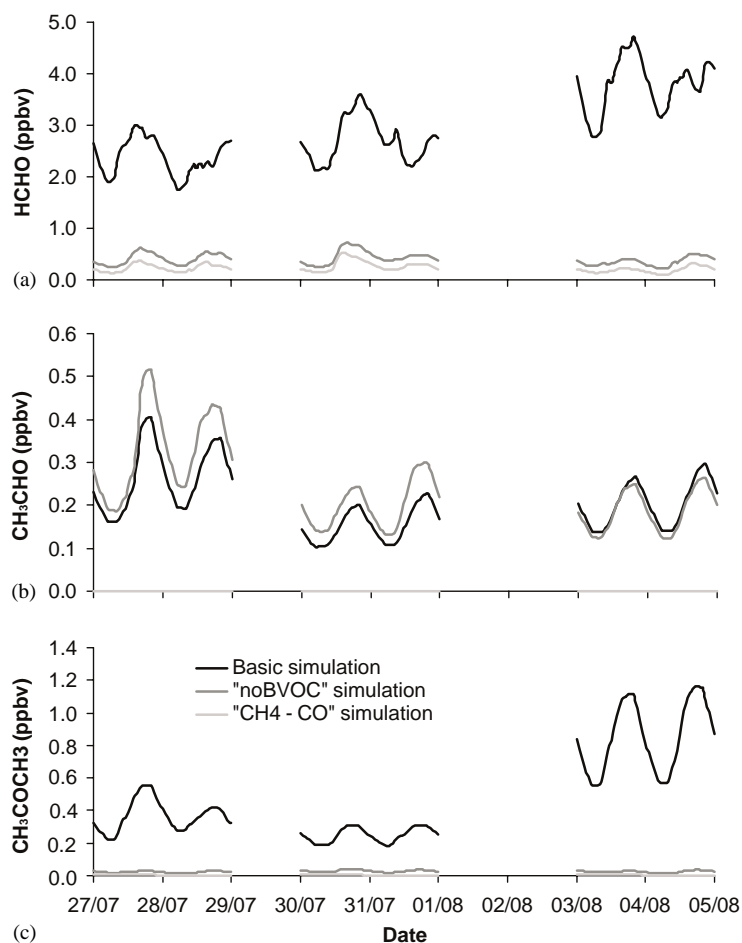 5.0
4.0
3.0
2.0
1.0
0.0
HCHO (ppbv)
(a)
0.6
0.5
0.4
0.3
0.2
0.1
0.0
CH₃CHO (ppbv)
(b)
1.4
1.2
1.0
0.8
0.6
0.4
0.2
0.0
CH₃COCH3 (ppbv)
Basic simulation
"noBVOC" simulation
"CH4 - CO" simulation
27/07 28/07 29/07 30/07 31/07 01/08 02/08 03/08 04/08 05/08
Date
(c)